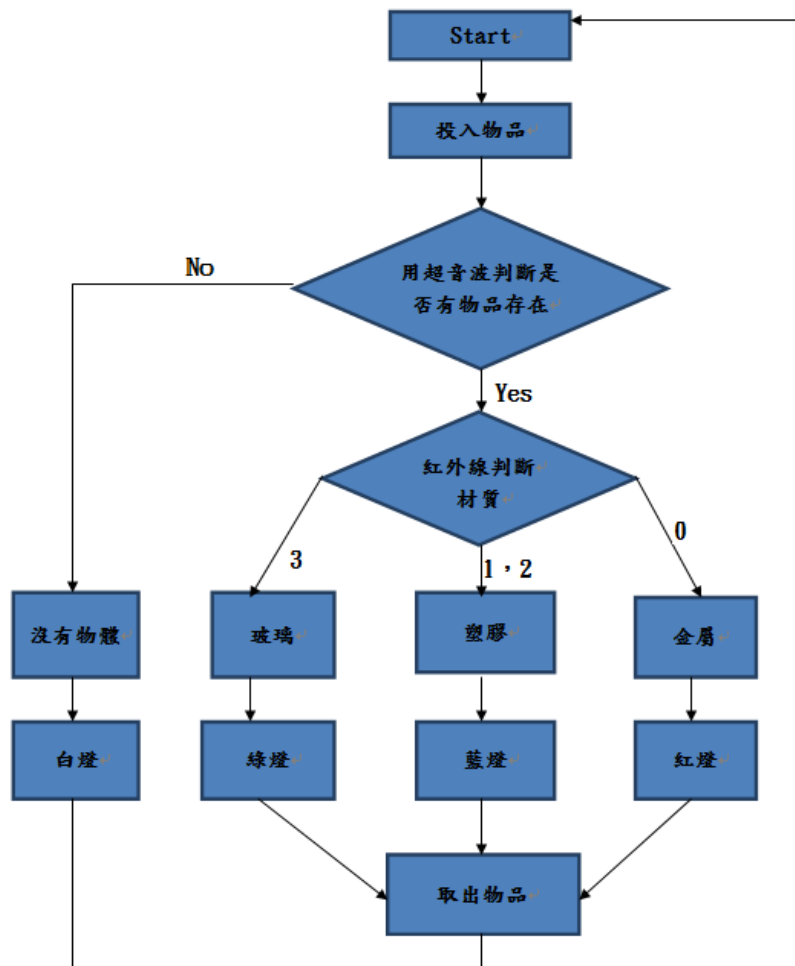 Start
投入物品
用超音波判斷是
否有物品存在
No
Yes
紅外線判斷
材質
3
1，2
0
沒有物體
玻璃
塑膠
金屬
白燈
綠燈
藍燈
紅燈
取出物品